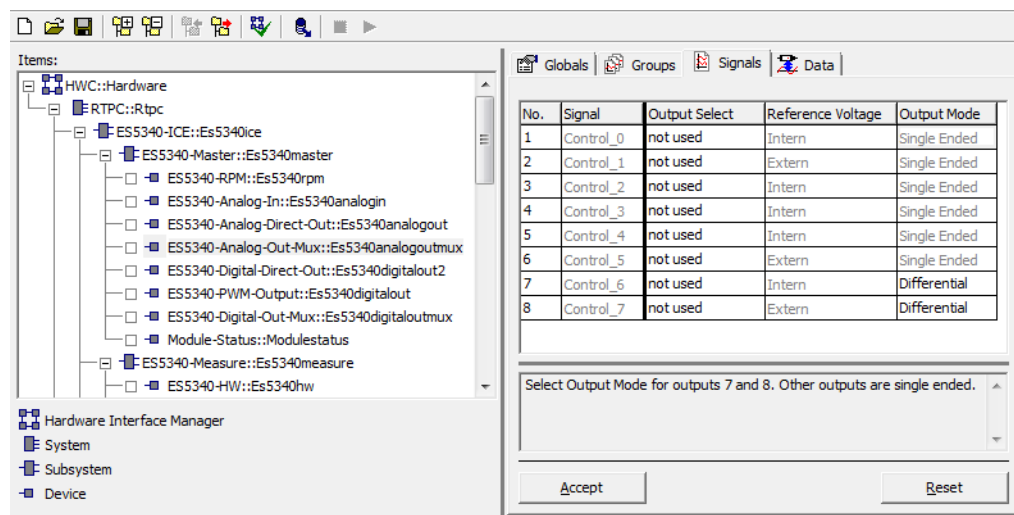 Items:
HWC::Hardware
RTPC::Rtpc
ES5340-ICE::Es5340ice
ES5340-Master::Es5340master
ES5340-RPM::Es5340rpm
ES5340-Analog-In::Es5340analogin
ES5340-Analog-Direct-Out::Es5340analogout
ES5340-Analog-Out-Mux::Es5340analogoutmux
ES5340-Digital-Direct-Out::Es5340digitalout2
ES5340-PWM-Output::Es5340digitalout
ES5340-Digital-Out-Mux::Es5340digitaloutmux
Module-Status::Modulestatus
ES5340-Measure::Es5340measure
ES5340-HW::Es5340hw
Hardware Interface Manager
System
Subsystem
Device
Globals Groups Signals Data
No. Signal Output Select Reference Voltage Output Mode
1 Control_0 not used Intern Single Ended
2 Control_1 not used Extern Single Ended
3 Control_2 not used Intern Single Ended
4 Control_3 not used Intern Single Ended
5 Control_4 not used Intern Single Ended
6 Control_5 not used Extern Single Ended
7 Control_6 not used Intern Differential
8 Control_7 not used Extern Differential
Select Output Mode for outputs 7 and 8. Other outputs are single ended.
Accept Reset